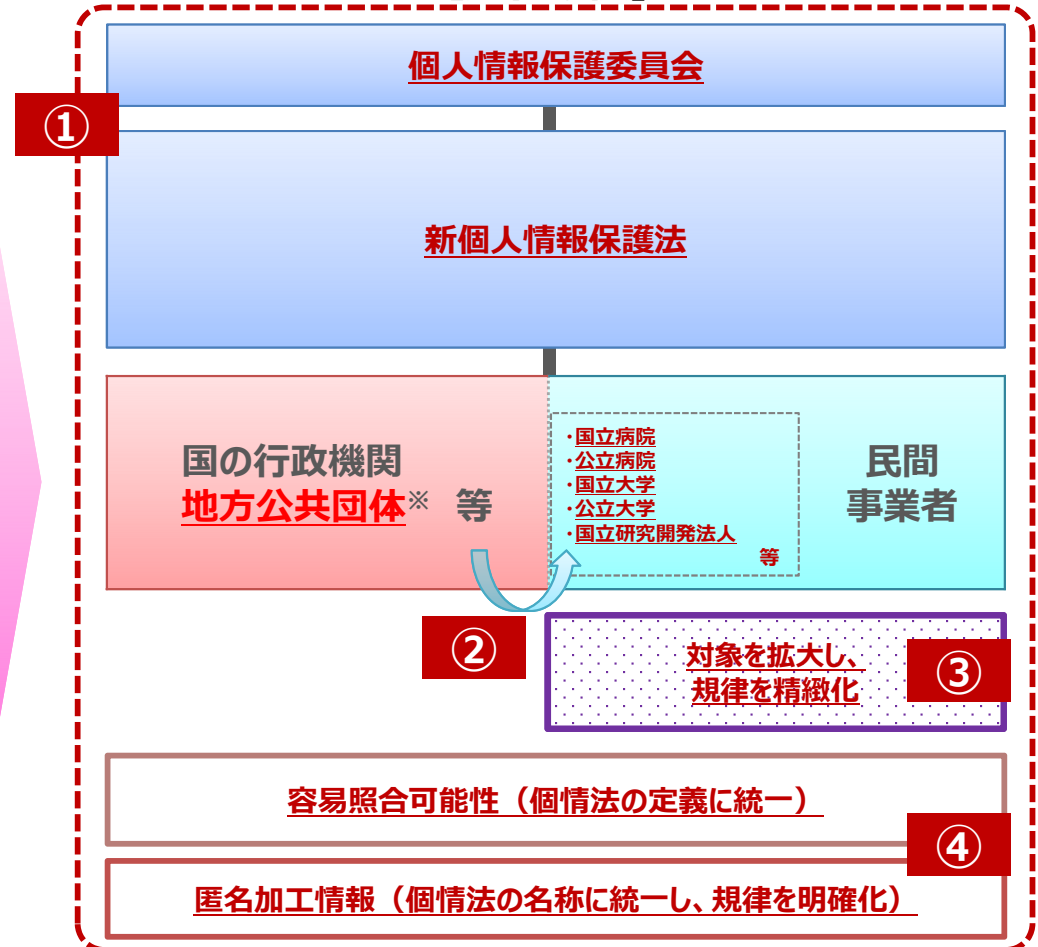 個人情報保護委員会
①
新個人情報保護法
国の行政機関
地方公共団体※ 等
・国立病院
・公立病院
・国立大学
・公立大学
・国立研究開発法人
等
民間
事業者
②
対象を拡大し、
規律を精緻化
③
容易照合可能性（個情法の定義に統一）
④
匿名加工情報（個情法の名称に統一し、規律を明確化）